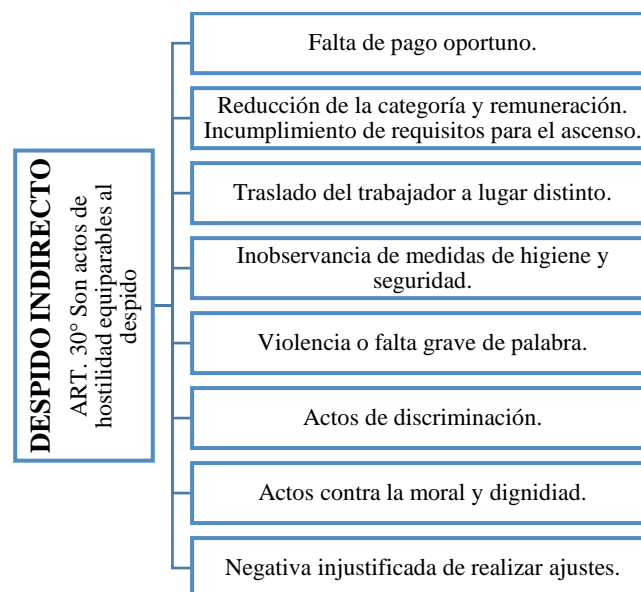 DESPIDO INDIRECTO
ART. 30° Son actos de
hostilidad equiparables al
despido
Falta de pago oportuno.
Reducción de la categoría y remuneración.
Incumplimiento de requisitos para el ascenso.
Traslado del trabajador a lugar distinto.
Inobservancia de medidas de higiene y
seguridad.
Violencia o falta grave de palabra.
Actos de discriminación.
Actos contra la moral y dignidiad.
Negativa injustificada de realizar ajustes.